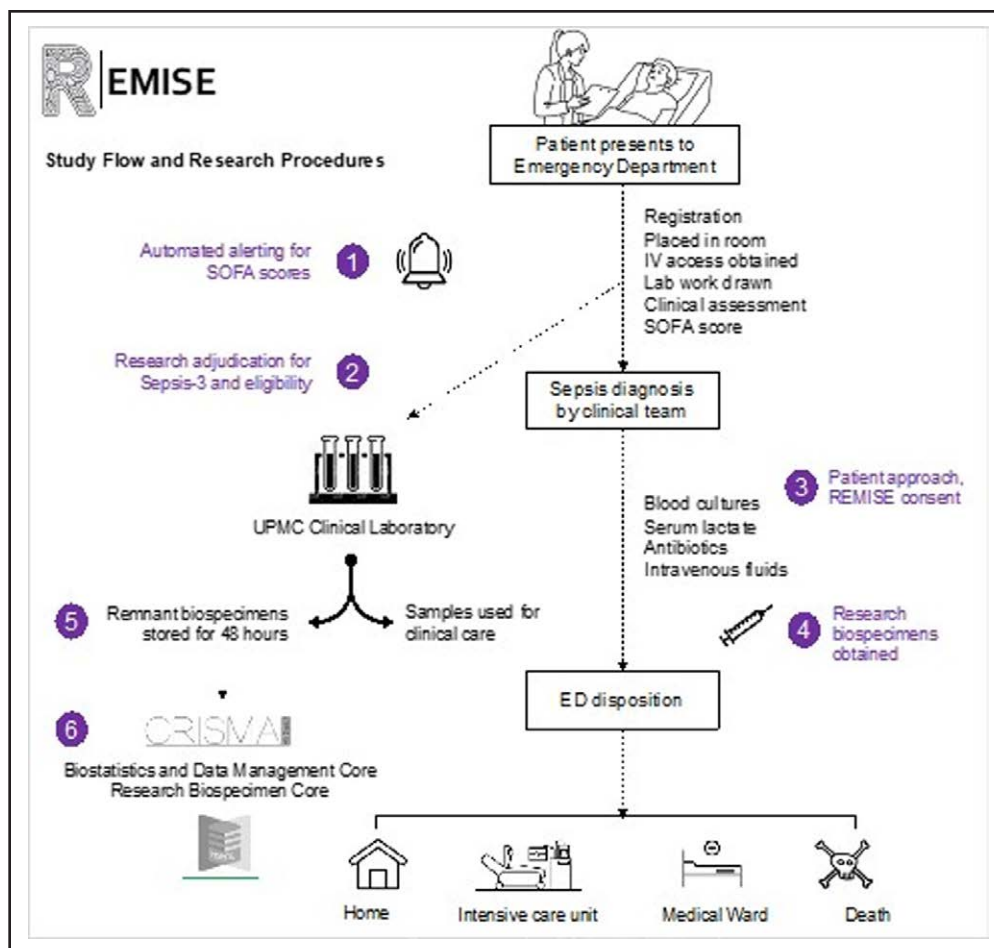 REMISE
Study Flow and Research Procedures
Patient presents to
Emergency Department
Registration
Placed in room
IV access obtained
Lab work drawn
Clinical assessment
SOFA score
1
Automated alerting for
SOFA scores
2
Research adjudication for
Sepsis-3 and eligibility
Sepsis diagnosis
by clinical team
UPMC Clinical Laboratory
3
Patient approach,
REMISE consent
Blood cultures
Serum lactate
Antibiotics
Intravenous fluids
5
Remnant biospecimens
stored for 48 hours
Samples used for
clinical care
4
Research
biospecimens
obtained
ED disposition
6
CRISMA
Biostatistics and Data Management Core
Research Biospecimen Core
Home
Intensive care unit
Medical Ward
Death